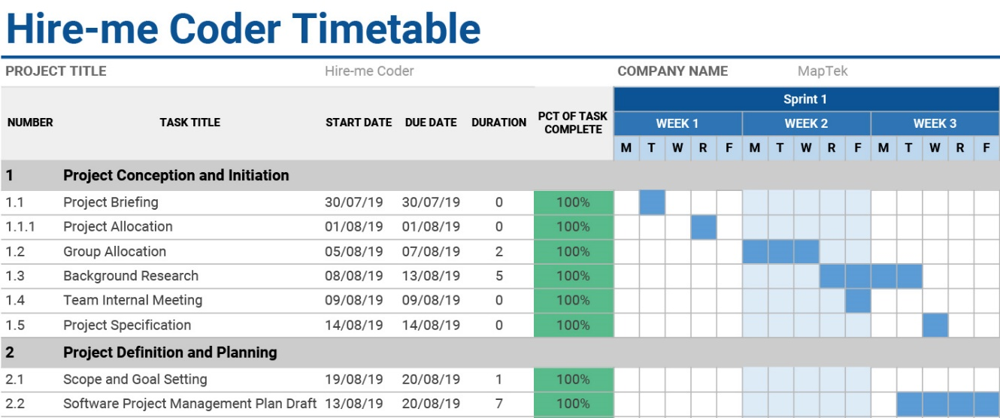 Hire-me Coder Timetable
PROJECT TITLE Hire-me Coder COMPANY NAME MapTek
NUMBER TASK TITLE START DATE DUE DATE DURATION PCT OF TASK COMPLETE
Sprint 1
WEEK 1 WEEK 2 WEEK 3
M T W R F M T W R F M T W R F
1 Project Conception and Initiation
1.1 Project Briefing 30/07/19 30/07/19 0 100%
1.1.1 Project Allocation 01/08/19 01/08/19 0 100%
1.2 Group Allocation 05/08/19 07/08/19 2 100%
1.3 Background Research 08/08/19 13/08/19 5 100%
1.4 Team Internal Meeting 09/08/19 09/08/19 0 100%
1.5 Project Specification 14/08/19 14/08/19 0 100%
2 Project Definition and Planning
2.1 Scope and Goal Setting 19/08/19 20/08/19 1 100%
2.2 Software Project Management Plan Draft 13/08/19 20/08/19 7 100%